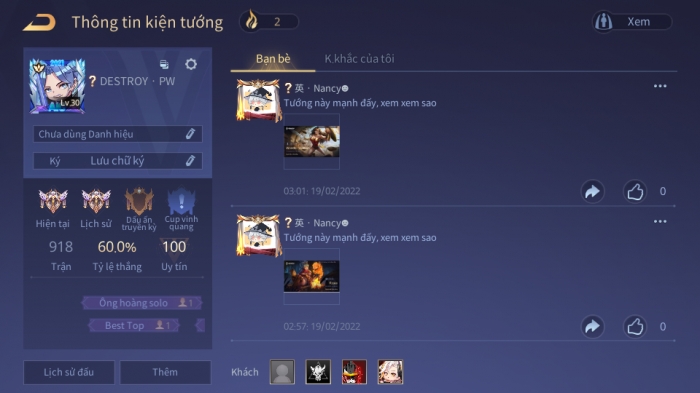 Thông tin kiện tướng
2
Xem
Bạn bè
K.khắc của tôi
2021
Lv.30
? DESTROY · PW
Chưa dùng Danh hiệu
Ký Lưu chữ ký
Hiện tại
Lịch sử
Dấu ấn truyền kỳ
Cup vinh quang
918
60.0%
100
Trận
Tỷ lệ thắng
Uy tín
Ông hoàng solo 1
Best Top 1
Lịch sử đấu
Thêm
? 英 · Nancy
Tướng này mạnh đấy, xem xem sao
03:01 19/02/2022
0
? 英 · Nancy
Tướng này mạnh đấy, xem xem sao
02:57 19/02/2022
0
Khách